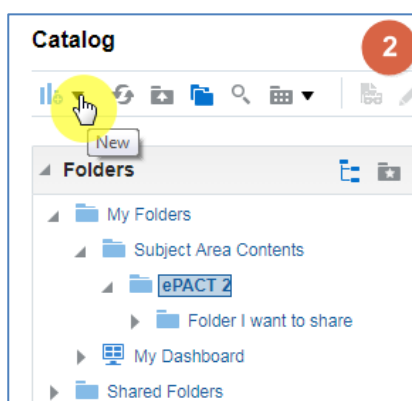 Catalog
2
New
Folders
My Folders
Subject Area Contents
ePACT 2
Folder I want to share
My Dashboard
Shared Folders